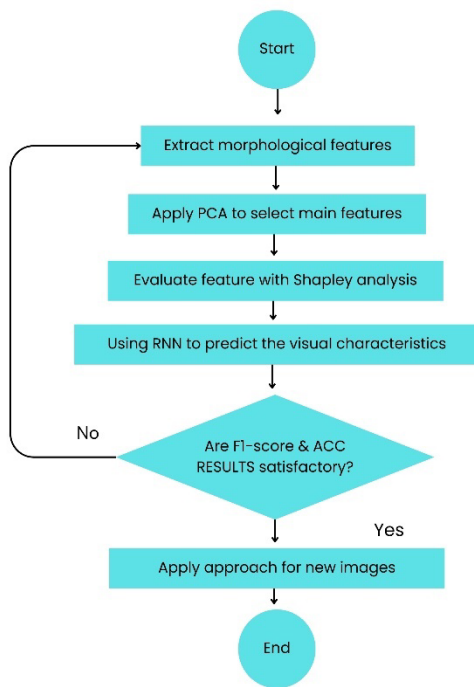 Start
Extract morphological features
Apply PCA to select main features
Evaluate feature with Shapley analysis
Using RNN to predict the visual characteristics
No
Are F1-score & ACC
RESULTS satisfactory?
Yes
Apply approach for new images
End